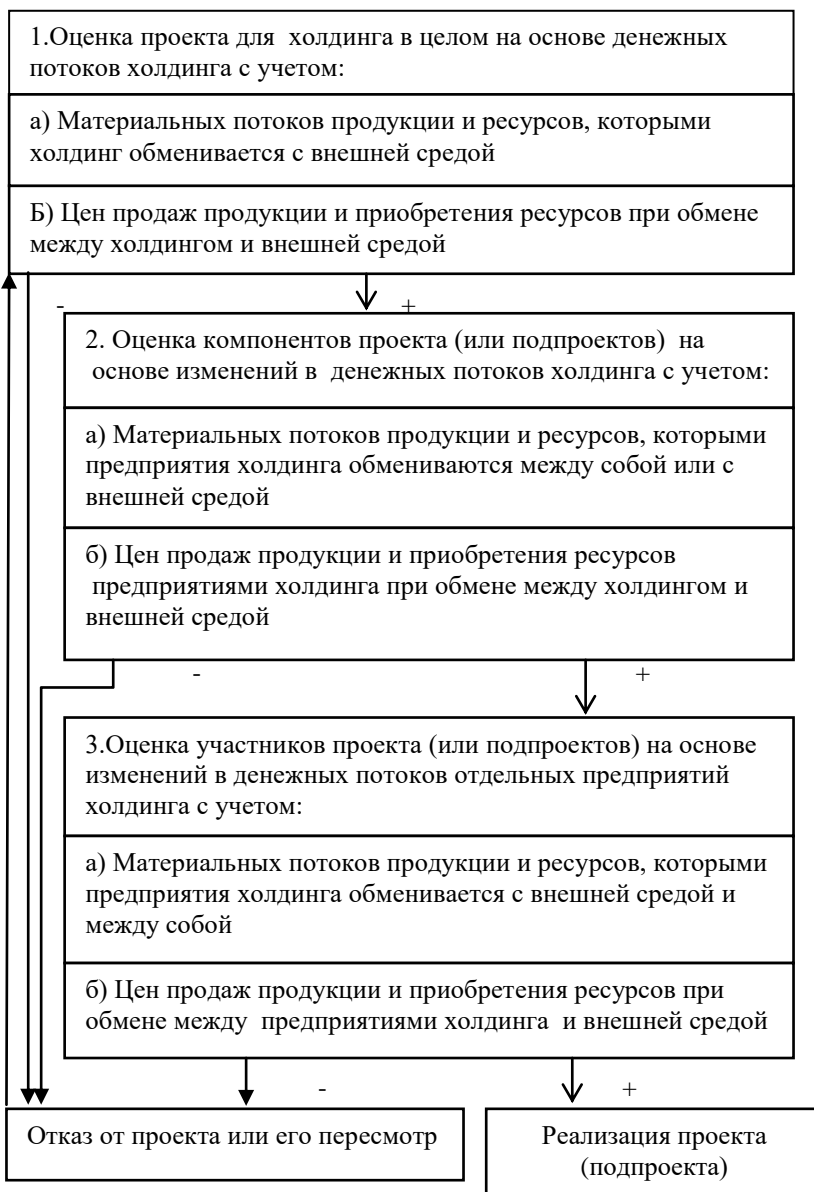 1.Оценка проекта для холдинга в целом на основе денежных
потоков холдинга с учетом:
а) Материальных потоков продукции и ресурсов, которыми
холдинг обменивается с внешней средой
Б) Цен продаж продукции и приобретения ресурсов при обмене
между холдингом и внешней средой
- +
2. Оценка компонентов проекта (или подпроектов) на
основе изменений в денежных потоков холдинга с учетом:
а) Материальных потоков продукции и ресурсов, которыми
предприятия холдинга обмениваются между собой или с
внешней средой
б) Цен продаж продукции и приобретения ресурсов
предприятиями холдинга при обмене между холдингом и
внешней средой
- +
3.Оценка участников проекта (или подпроектов) на основе
изменений в денежных потоков отдельных предприятий
холдинга с учетом:
а) Материальных потоков продукции и ресурсов, которыми
предприятия холдинга обменивается с внешней средой и
между собой
б) Цен продаж продукции и приобретения ресурсов при
обмене между предприятиями холдинга и внешней средой
- +
Отказ от проекта или его пересмотр
Реализация проекта
(подпроекта)